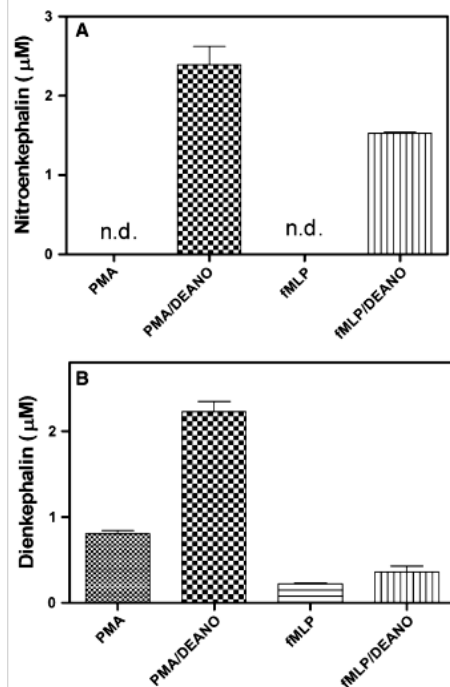 A
Nitroenkephalin ( μM)
3
2
1
0
n.d.
n.d.
PMA
PMA/DEANO
fMLP
fMLP/DEANO
B
Dienkephalin ( μM)
2
1
0
PMA
PMA/DEANO
fMLP
fMLP/DEANO